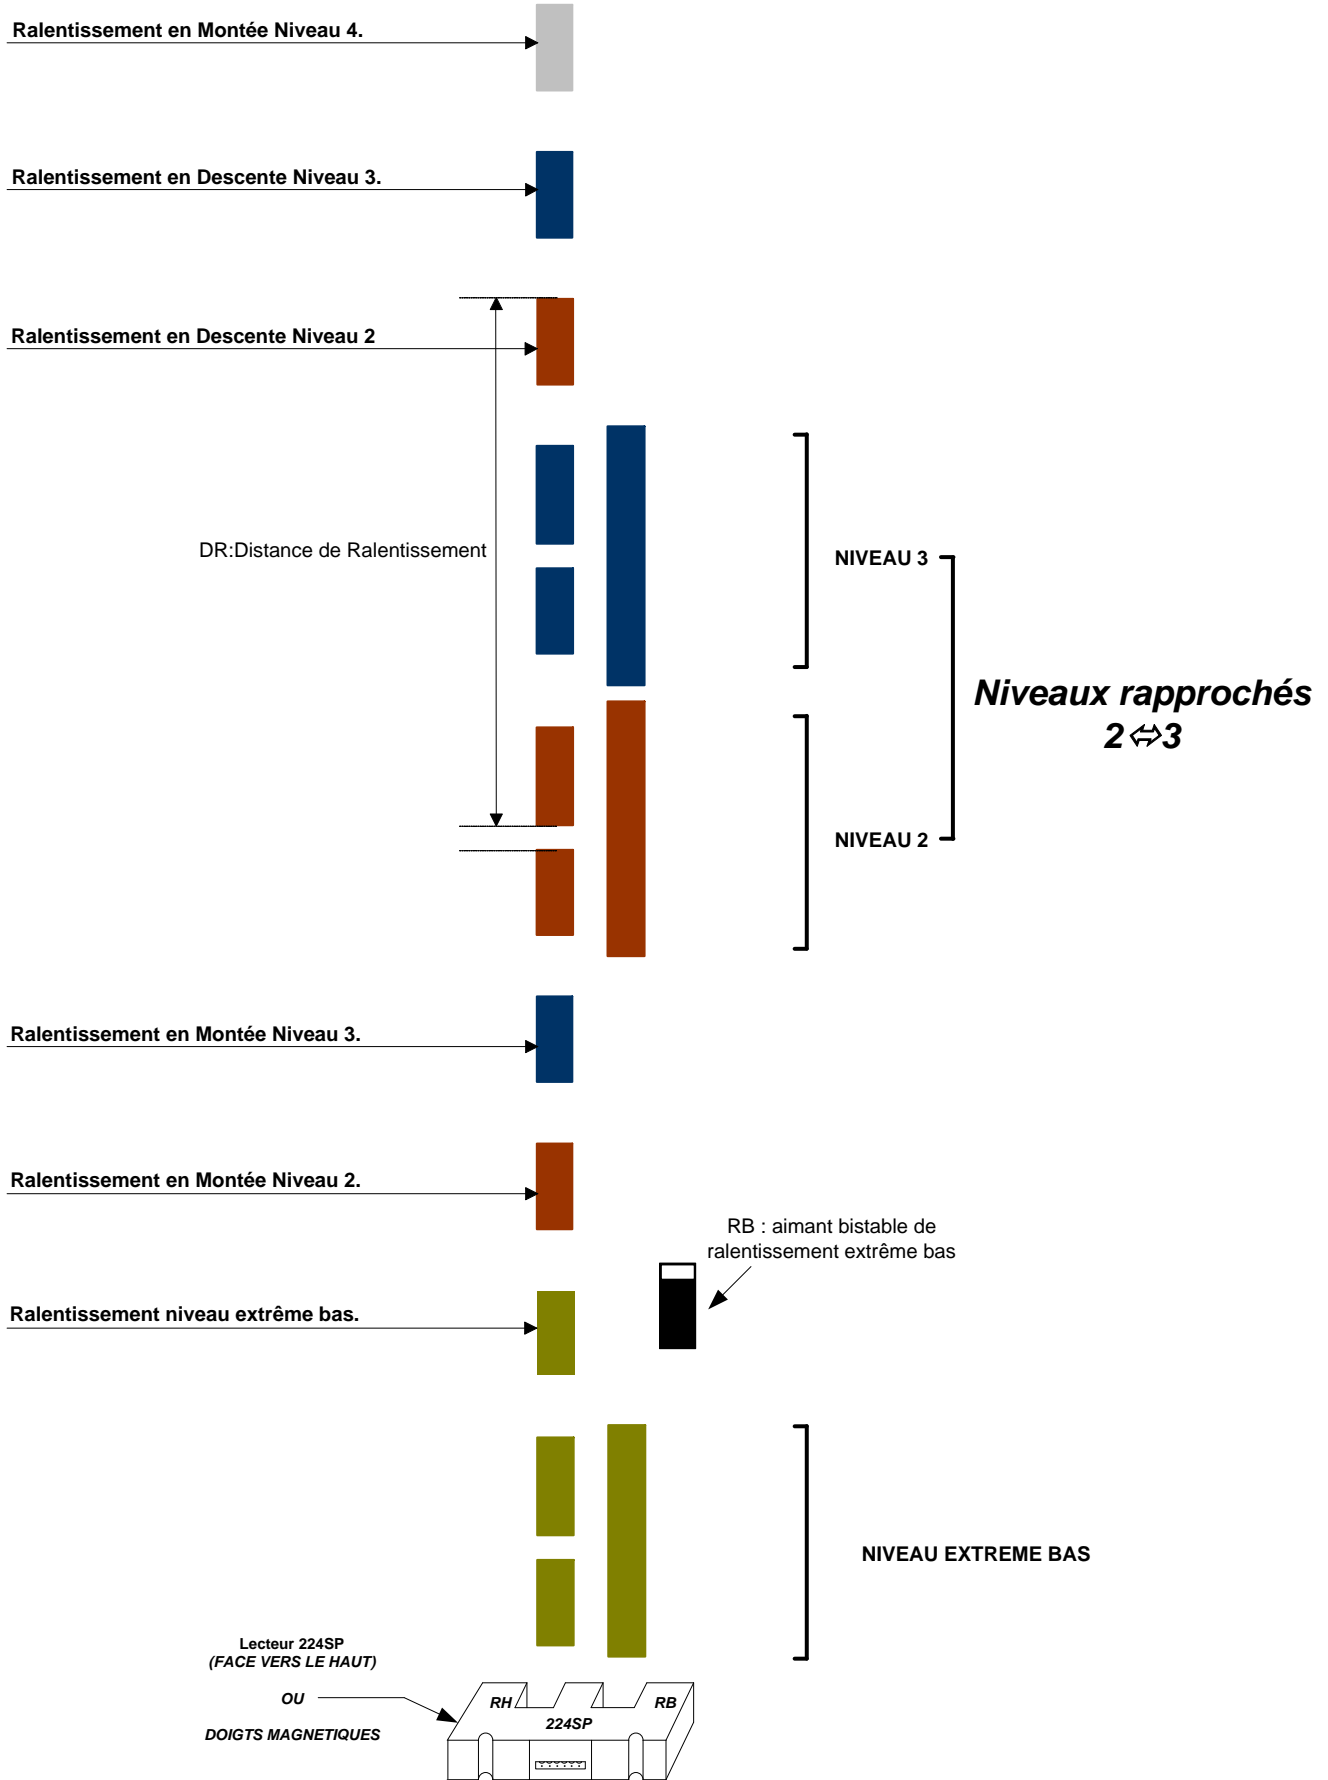 Ralentissement en Montée Niveau 4.
Ralentissement en Descente Niveau 3.
Ralentissement en Descente Niveau 2
DR:Distance de Ralentissement
NIVEAU 3
Niveaux rapprochés
2⇔3
NIVEAU 2
Ralentissement en Montée Niveau 3.
Ralentissement en Montée Niveau 2.
RB : aimant bistable de
ralentissement extrême bas
Ralentissement niveau extrême bas.
NIVEAU EXTREME BAS
Lecteur 224SP
(FACE VERS LE HAUT)
OU
DOIGTS MAGNETIQUES
RH
RB
224SP